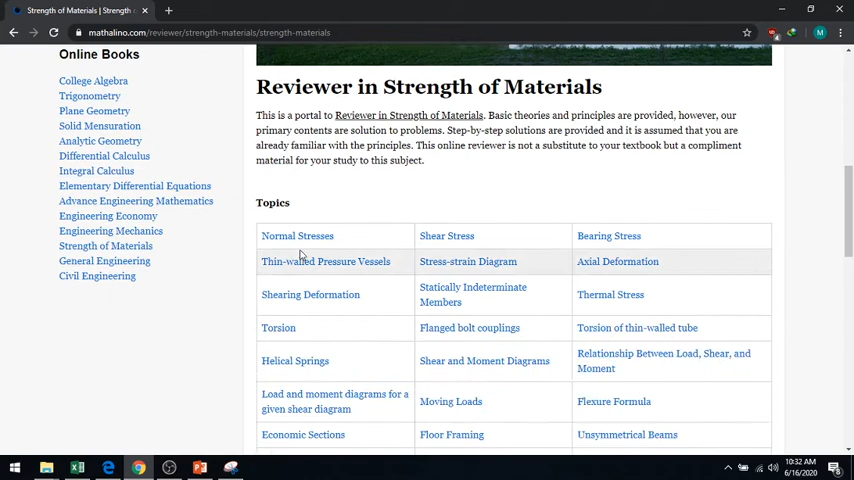 Strength of Materials | Strength o
mathalino.com/reviewer/strength-materials/strength-materials
M
Online Books
College Algebra
Trigonometry
Plane Geometry
Solid Mensuration
Analytic Geometry
Differential Calculus
Integral Calculus
Elementary Differential Equations
Advance Engineering Mathematics
Engineering Economy
Engineering Mechanics
Strength of Materials
General Engineering
Civil Engineering
Reviewer in Strength of Materials
This is a portal to Reviewer in Strength of Materials. Basic theories and principles are provided, however, our
primary contents are solution to problems. Step-by-step solutions are provided and it is assumed that you are
already familiar with the principles. This online reviewer is not a substitute to your textbook but a compliment
material for your study to this subject.
Topics
Normal Stresses Shear Stress Bearing Stress
Thin-walled Pressure Vessels Stress-strain Diagram Axial Deformation
Shearing Deformation Statically Indeterminate Members Thermal Stress
Torsion Flanged bolt couplings Torsion of thin-walled tube
Helical Springs Shear and Moment Diagrams Relationship Between Load, Shear, and Moment
Load and moment diagrams for a given shear diagram Moving Loads Flexure Formula
Economic Sections Floor Framing Unsymmetrical Beams
10:32 AM
6/16/2020